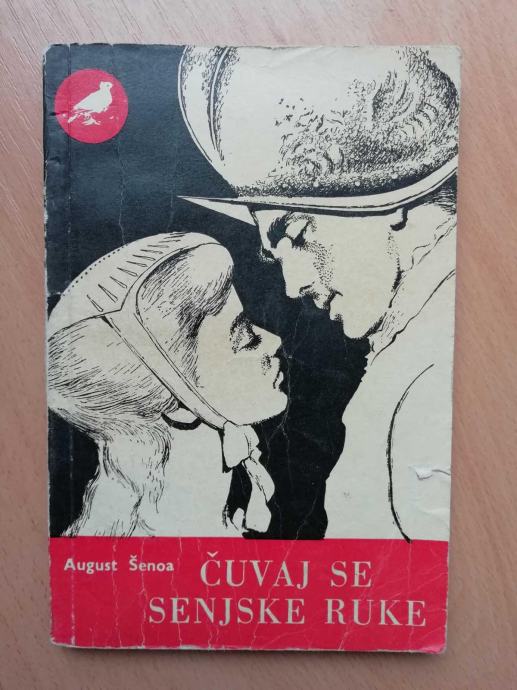 August Šenoa
ČUVAJ SE
SENJSKE RUKE